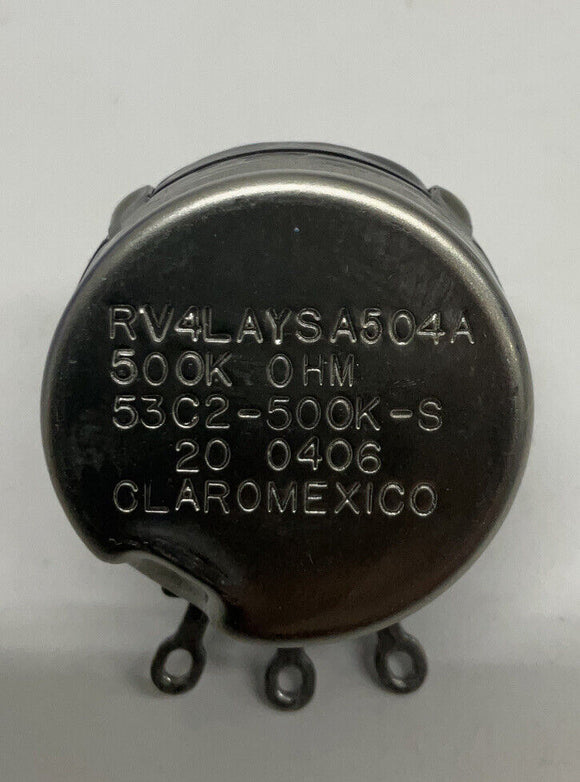 RV4LAYSA504A
500K OHM
53C2-500K-S
20 0406
CLAROMEXICO